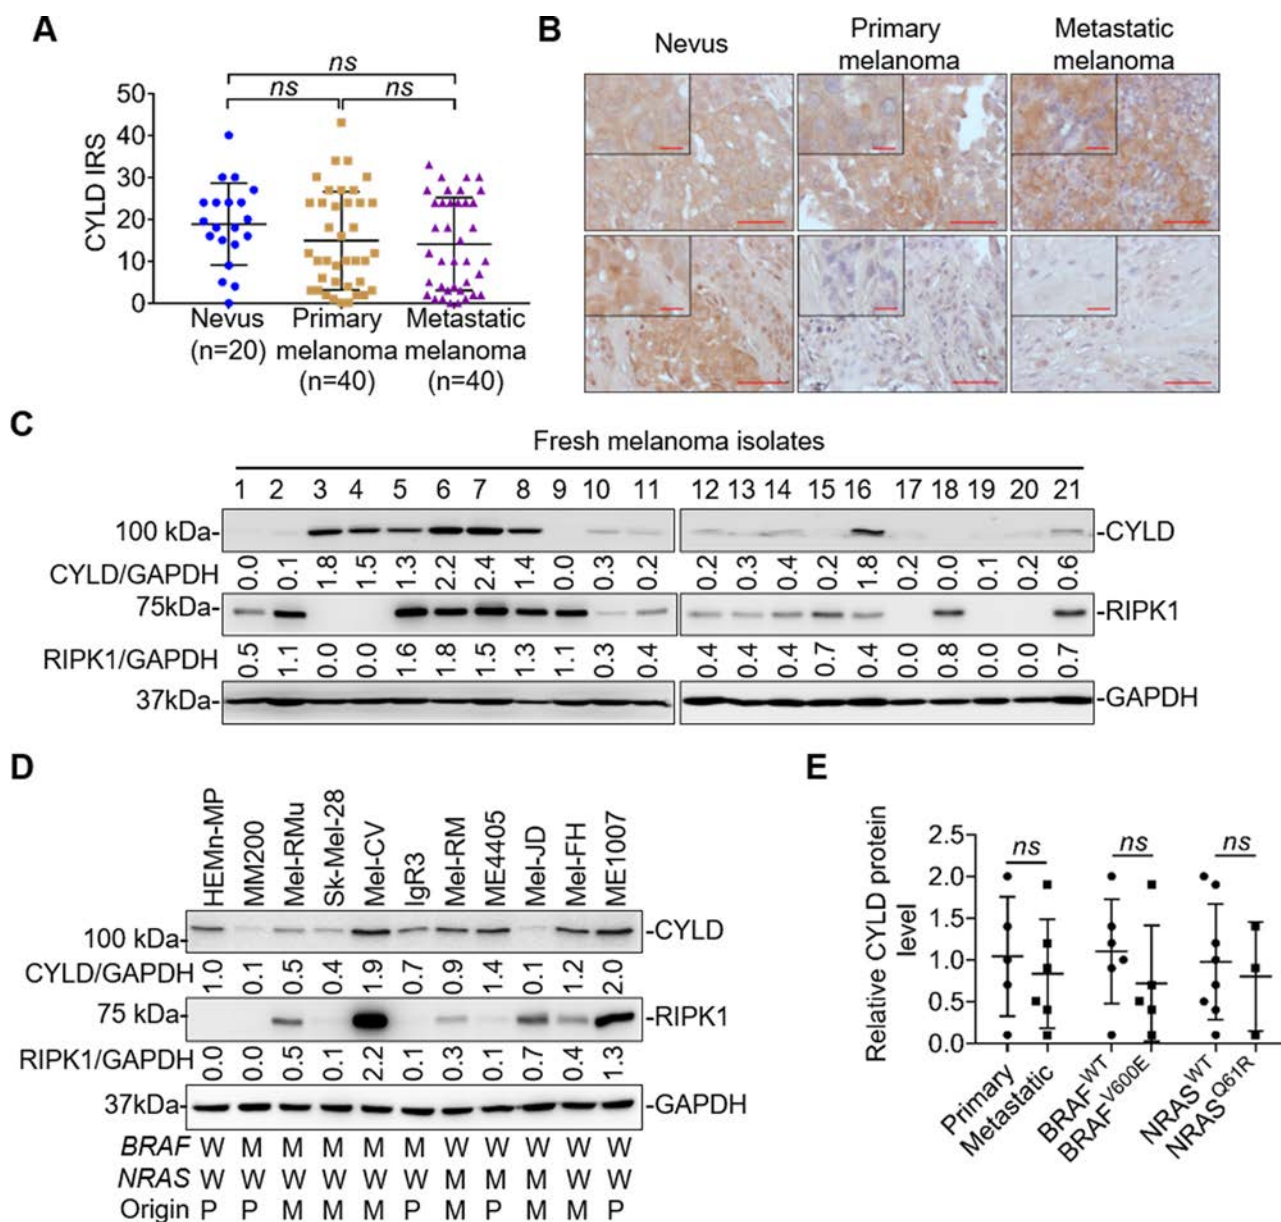 A
ns
ns ns
50
40
30
20
10
0
CYLD IRS
Nevus (n=20)
Primary melanoma (n=40)
Metastatic melanoma (n=40)
B
Nevus
Primary melanoma
Metastatic melanoma
C
Fresh melanoma isolates
1 2 3 4 5 6 7 8 9 10 11 12 13 14 15 16 17 18 19 20 21
100 kDa- -CYLD
CYLD/GAPDH 0.0 0.1 1.8 1.5 1.3 2.2 2.4 1.4 0.0 0.3 0.2 0.2 0.3 0.4 0.2 1.8 0.2 0.0 0.1 0.2 0.6
75kDa- -RIPK1
RIPK1/GAPDH 0.5 1.1 0.0 0.0 1.6 1.8 1.5 1.3 1.1 0.3 0.4 0.4 0.4 0.4 0.7 0.4 0.0 0.8 0.0 0.0 0.7
37kDa- -GAPDH
D
HEMn-MP MM200 Mel-RMu Sk-Mel-28 Mel-CV IgR3 Mel-RM ME4405 Mel-JD Mel-FH ME1007
100 kDa- -CYLD
CYLD/GAPDH 1.0 0.1 0.5 0.4 1.9 0.7 0.9 1.4 0.1 1.2 2.0
75 kDa- -RIPK1
RIPK1/GAPDH 0.0 0.0 0.5 0.1 2.2 0.1 0.3 0.1 0.7 0.4 1.3
37kDa- -GAPDH
BRAF W M M M M M W W W W W
NRAS W W W W W W M M W M W
Origin P P M M M P M P M M P
E
ns ns ns
2.5
2.0
1.5
1.0
0.5
0.0
Relative CYLD protein level
Primary
Metastatic
BRAF^WT
BRAF^V600E
NRAS^WT
NRAS^Q61R